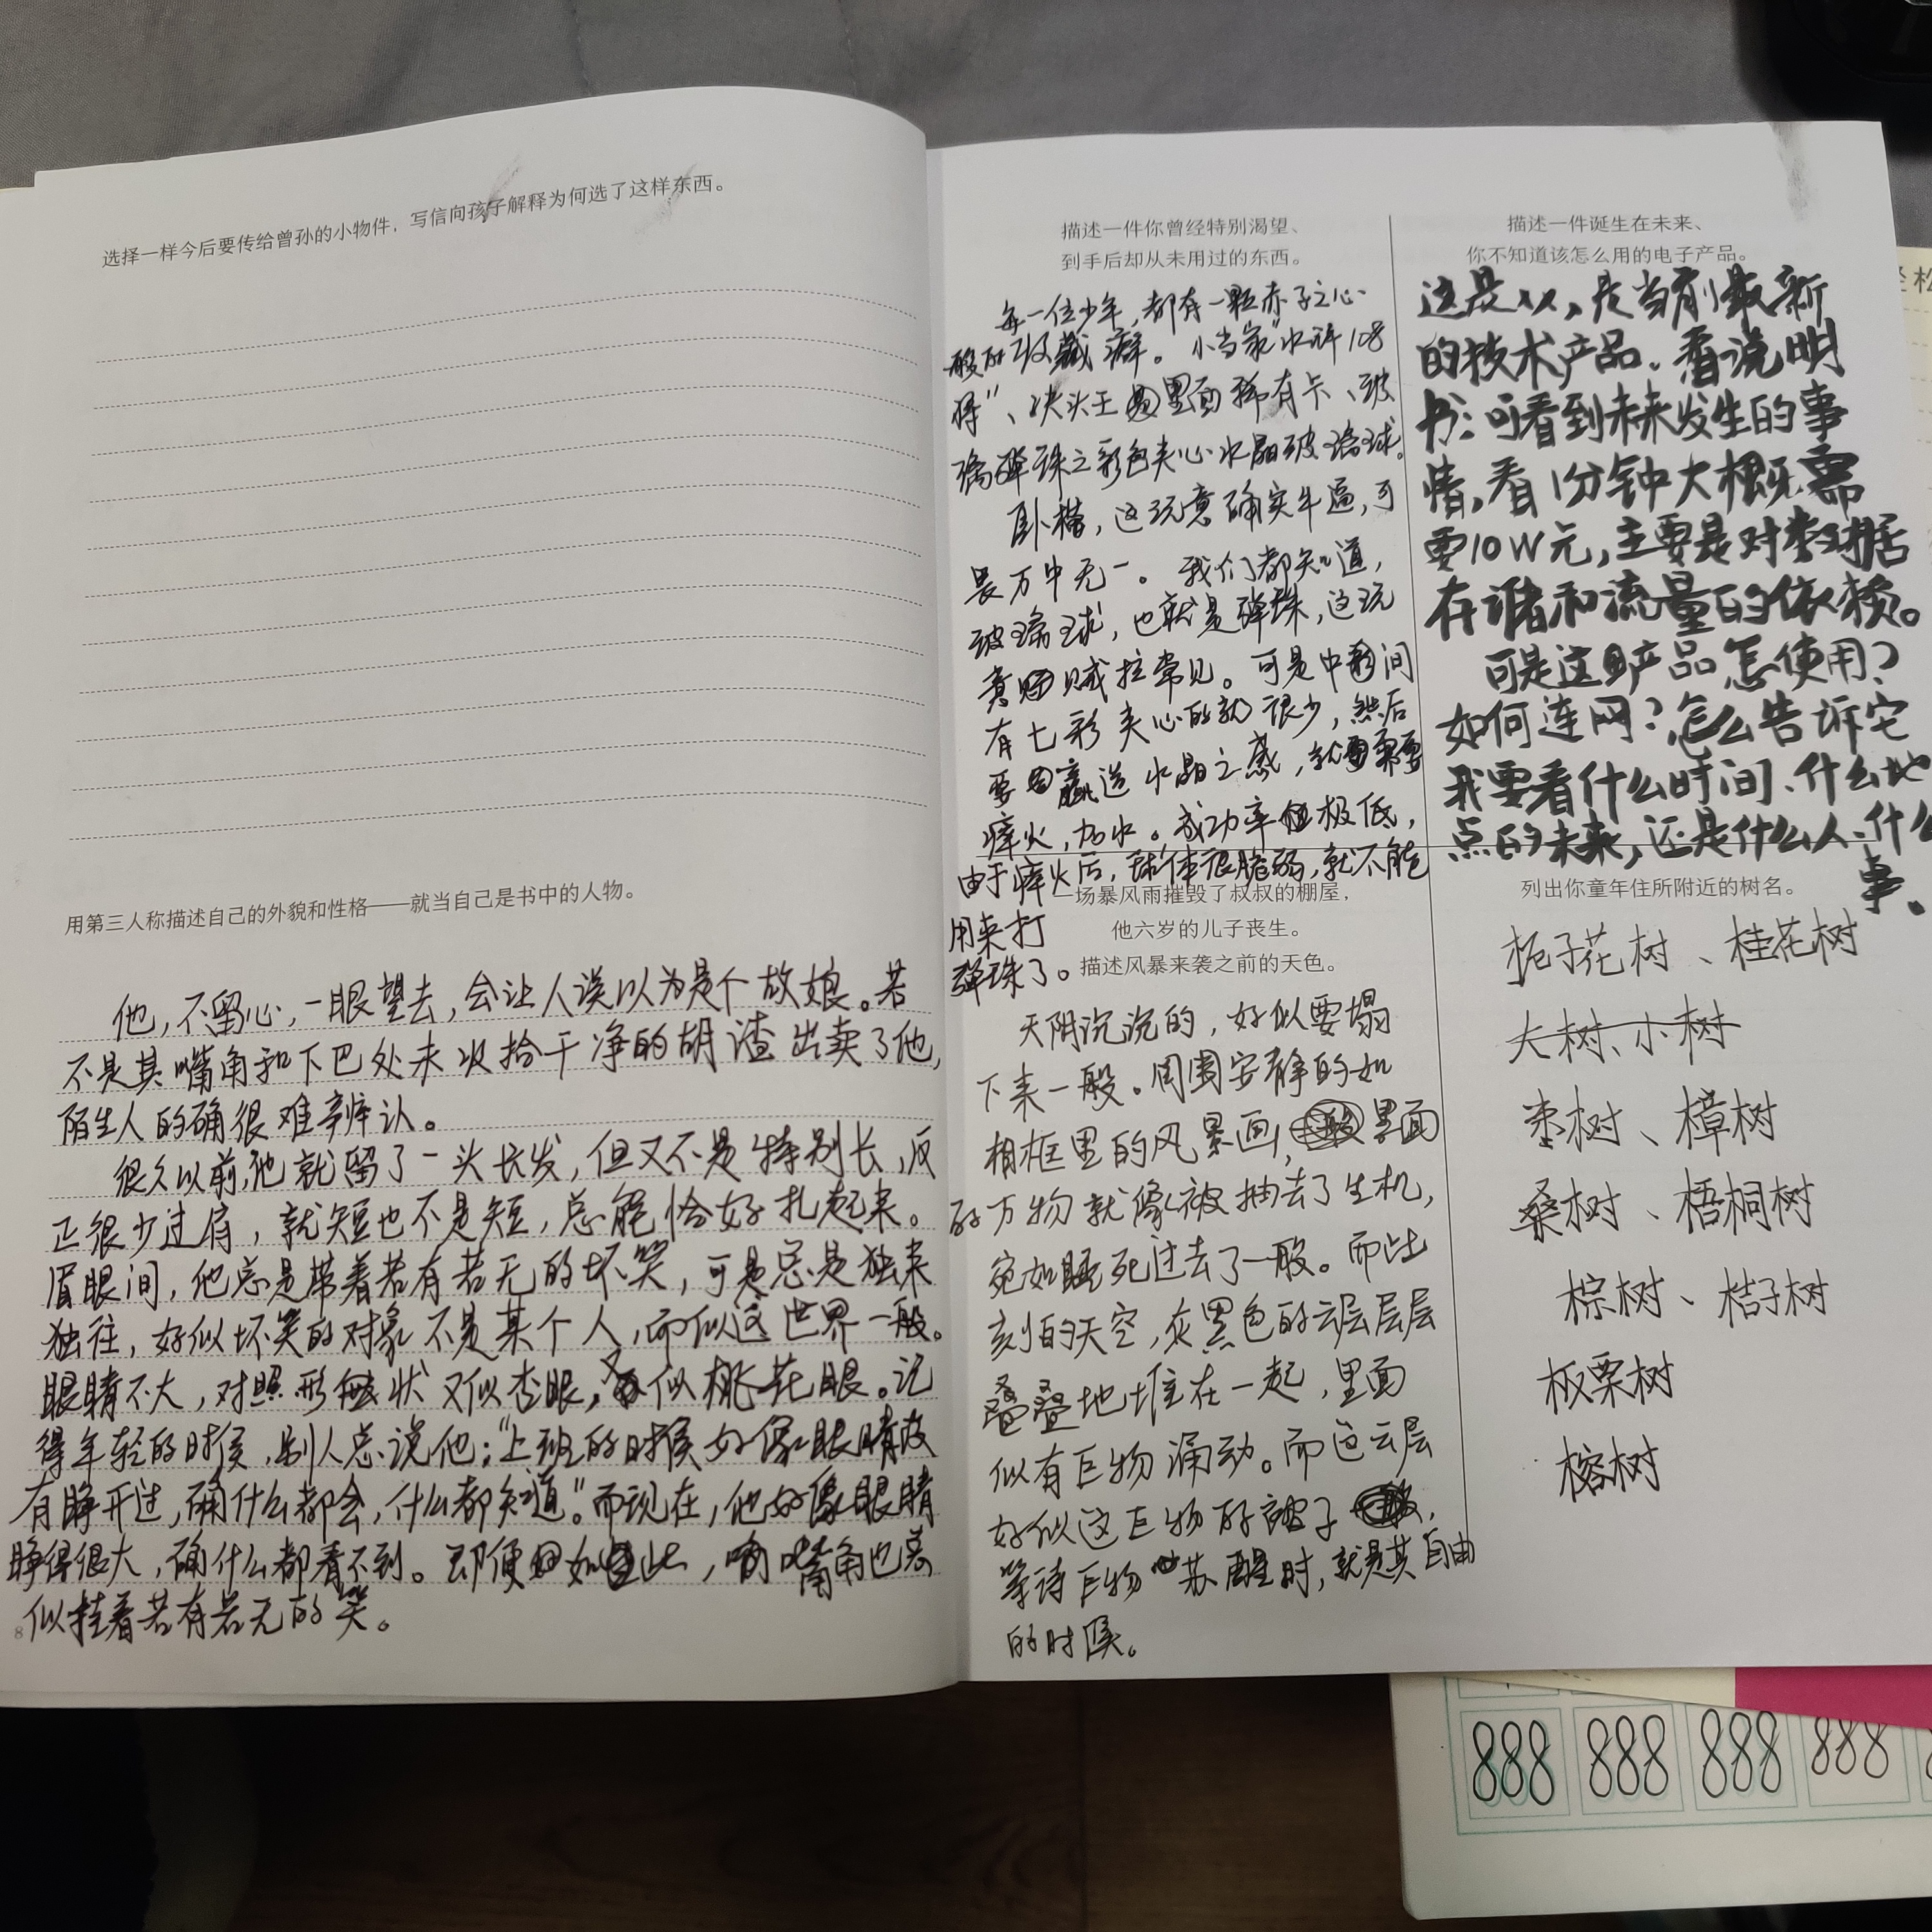 选择一样今后要传给曾孙的小物件，写信向孩子解释为何选了这样东西。
用第三人称描述自己的外貌和性格——就当自己是书中的人物。
他，不留心，一眼望去，会让人误以为是个故娘。若
不是其嘴角和下巴处未收拾干净的胡渣出卖了他，
陌生人的确很难辨认。
很久以前，他就留了一头长发，但又不是特别长，反
正很少过肩，就短也不是短，总能恰好扎起来。
眉眼间，他总是带着若有若无的坏笑，可是总是独来
独往，好似坏笑的对象不是某个人，而似这世界一般。
眼睛不大，对照形状又似杏眼，又似桃花眼。记
得年轻的时候，别人总说他：“上班的时候好像眼睛没
有睁开过，确什么都会，什么都知道”。而现在，他好像眼睛
睁得很大，确什么都看不到。即便如此，嘴角也总
似挂着若有若无的笑。
8
描述一件你曾经特别渴望、
到手后却从未用过的东西。
每一位少年，都有一颗赤子之心
般的收藏癖。小当家“水浒108
将”、块头王里面稀有卡、玻
璃弹珠之彩色夹心水晶玻璃球。
卧槽，这玩意确实牛逼，可
畏万中无一。我们都知道，
玻璃球，也就是弹珠，这玩
意贼拉常见。可是中间
有七彩夹心的就很少，然后
要赢造水晶之感，就需要
淬火，加水。成功率极低，
由于淬火后，球体很脆弱，就不能
用来打
弹珠了。
一场暴风雨摧毁了叔叔的棚屋，
他六岁的儿子丧生。
描述风暴来袭之前的天色。
天阴沉沉的，好似要塌
下来一般。周围安静的如
相框里的风景画，里面
的万物就像被抽去了生机，
宛如睡死过去了一般。而此
刻的天空，灰黑色的云层层层
叠叠地堆在一起，里面
似有巨物涌动。而这云层
好似这巨物的被子，
等待巨物苏醒时，就是其自由
的时候。
描述一件诞生在未来、
你不知道该怎么用的电子产品。
这是以，是当前最新
的技术产品。看说明
书：可看到未来发生的事
情，看1分钟大概需
要10W元，主要是对数据
存储和流量的依赖。
可是这产品怎使用？
如何连网？怎么告诉它
我要看什么时间、什么地
点的未来，还是什么人、什么
事。
列出你童年住所附近的树名。
栀子花树、桂花树
大树、小树
枣树、樟树
桑树、梧桐树
棕树、桔子树
板栗树
榕树
888 888 888 888